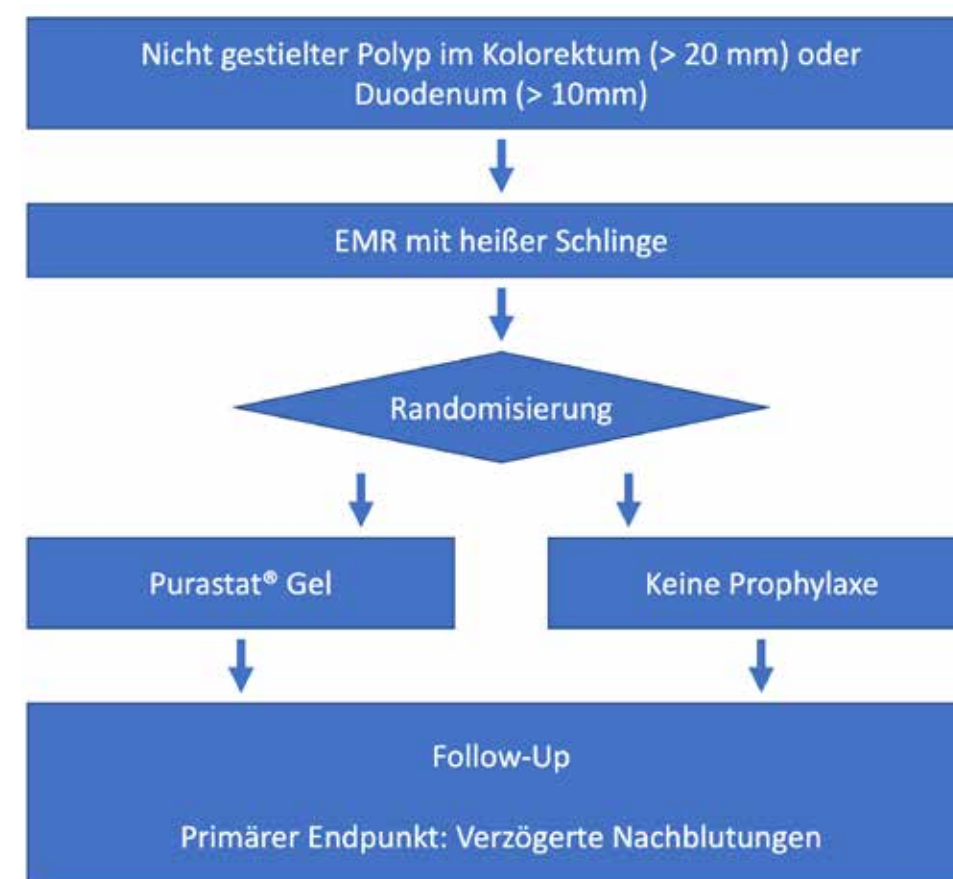 Nicht gestielter Polyp im Kolorektum (> 20 mm) oder
Duodenum (> 10mm)
EMR mit heißer Schlinge
Randomisierung
Purastat® Gel
Keine Prophylaxe
Follow-Up
Primärer Endpunkt: Verzögerte Nachblutungen